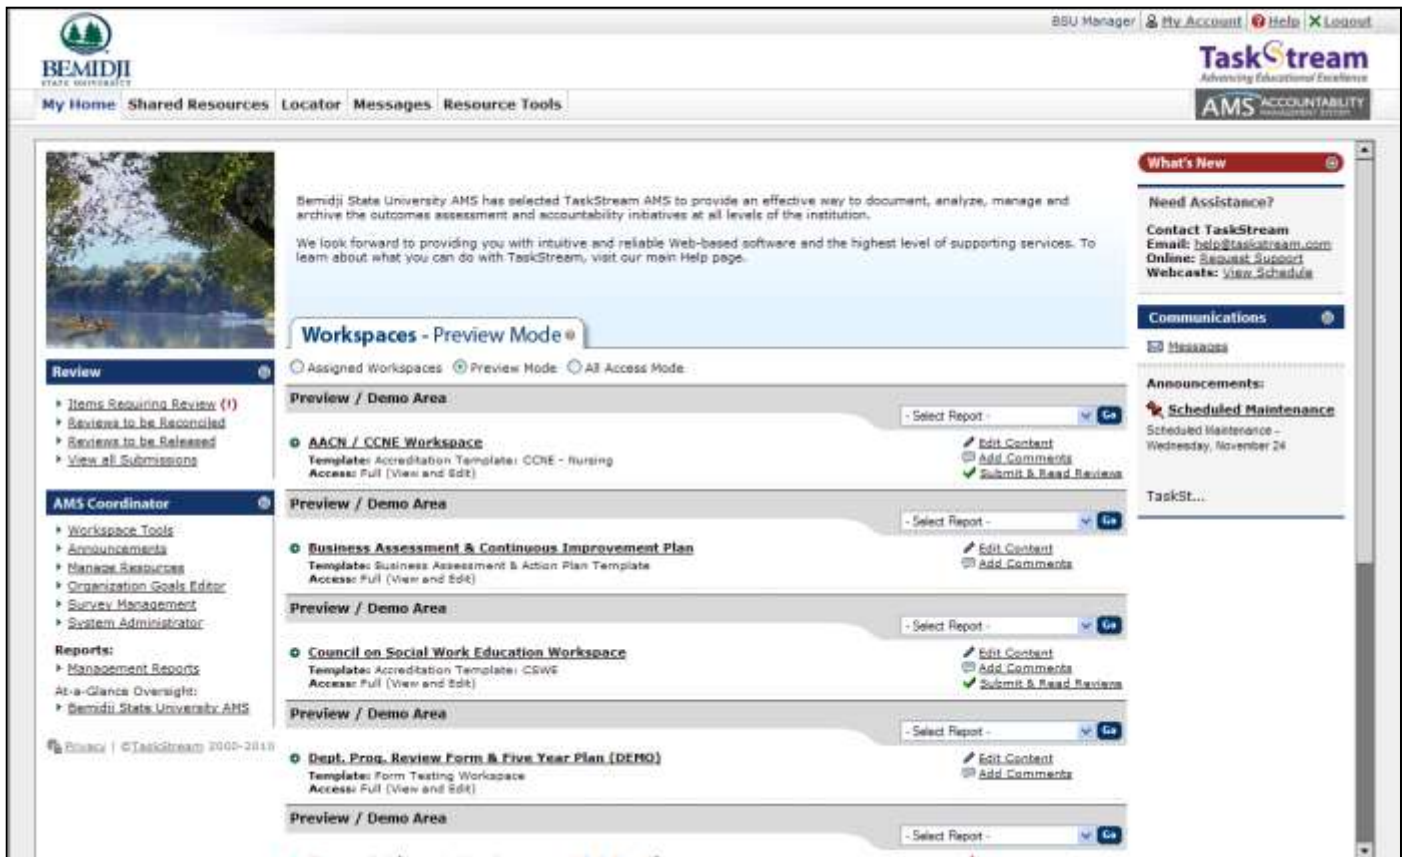 BSU Manager My Account Help Logout
BEMIDJI
STATE UNIVERSITY
TaskStream
Advancing Educational Excellence
My Home Shared Resources Locator Messages Resource Tools
AMS ACCOUNTABILITY MANAGEMENT SYSTEM
Bemidji State University AMS has selected TaskStream AMS to provide an effective way to document, analyze, manage and
archive the outcomes assessment and accountability initiatives at all levels of the institution.
We look forward to providing you with intuitive and reliable Web-based software and the highest level of supporting services. To
learn about what you can do with TaskStream, visit our main Help page.
Workspaces - Preview Mode
Assigned Workspaces Preview Mode All Access Mode
Review
Items Requiring Review (1)
Reviews to be Reconciled
Reviews to be Released
View all Submissions
AMS Coordinator
Workspace Tools
Announcements
Manage Resources
Organization Goals Editor
Survey Management
System Administrator
Reports:
Management Reports
At-a-Glance Oversight:
Bemidji State University AMS
Privacy | ©TaskStream 2000-2010
Preview / Demo Area
- Select Report - Go
AACN / CCNE Workspace
Template: Accreditation Template: CCNE - Nursing
Access: Full (View and Edit)
Edit Content
Add Comments
Submit & Read Reviews
Preview / Demo Area
- Select Report - Go
Business Assessment & Continuous Improvement Plan
Template: Business Assessment & Action Plan Template
Access: Full (View and Edit)
Edit Content
Add Comments
Preview / Demo Area
- Select Report - Go
Council on Social Work Education Workspace
Template: Accreditation Template: CSWE
Access: Full (View and Edit)
Edit Content
Add Comments
Submit & Read Reviews
Preview / Demo Area
- Select Report - Go
Dept. Prog. Review Form & Five Year Plan (DEMO)
Template: Form Testing Workspace
Access: Full (View and Edit)
Edit Content
Add Comments
Preview / Demo Area
- Select Report - Go
What's New
Need Assistance?
Contact TaskStream
Email: help@taskstream.com
Online: Request Support
Webcasts: View Schedule
Communications
Messages
Announcements:
Scheduled Maintenance
Scheduled Maintenance -
Wednesday, November 24
TaskSt...